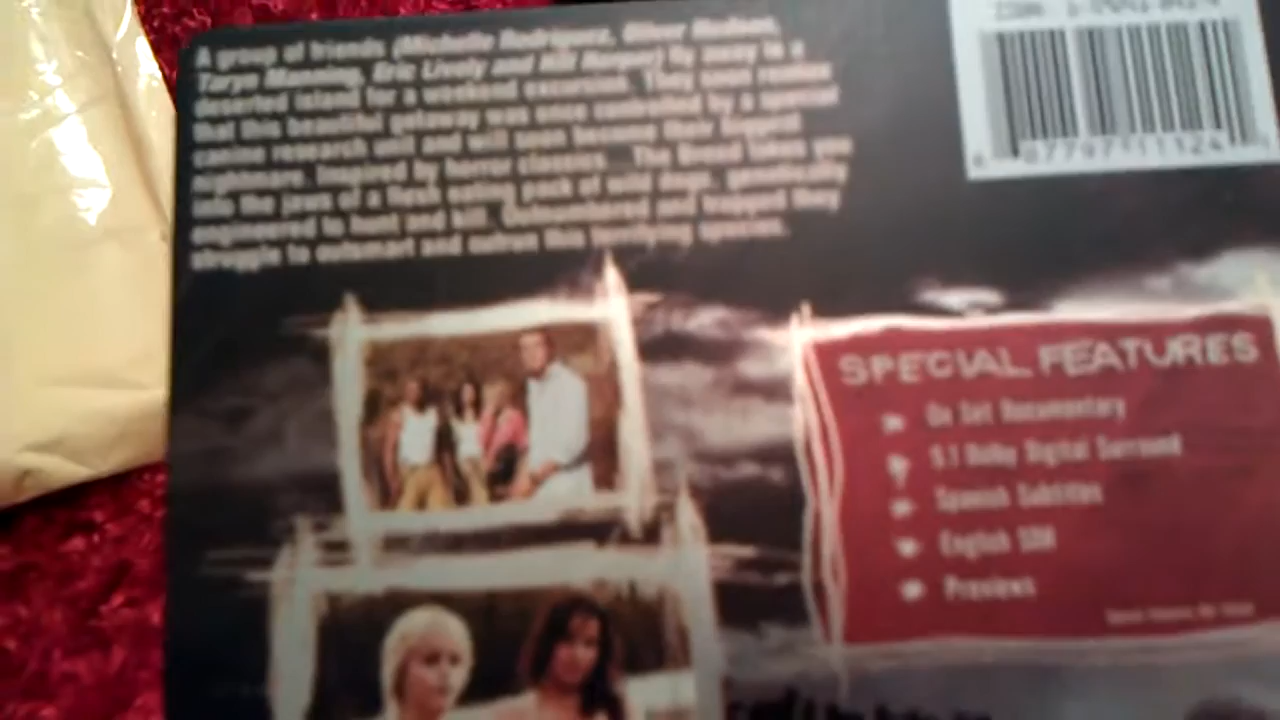 A group of friends (Michelle Rodriguez, Oliver Hudson,
Taryn Manning, Eric Lively and Hill Harper) fly away to a
deserted island for a weekend excursion. They soon realize
that this beautiful getaway was once controlled by a special
canine research unit and will soon become their biggest
nightmare. Inspired by horror classics The Breed takes you
into the jaws of a flesh eating pack of wild dogs, genetically
engineered to hunt and kill. Outnumbered and trapped they
struggle to outsmart and outrun this terrifying species.
SPECIAL FEATURES
On Set Documentary
5.1 Dolby Digital Surround
Spanish Subtitles
English SDH
Previews